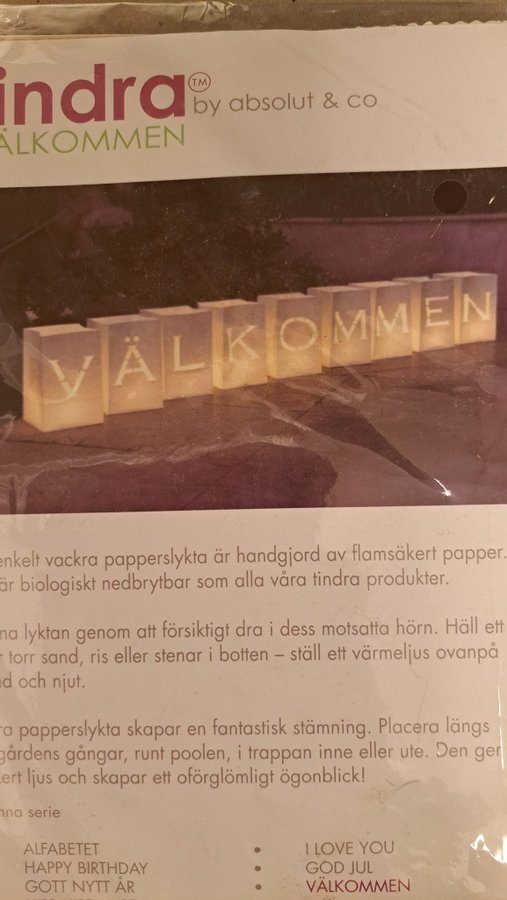 indra™ by absolut & co
ÄLKOMMEN
VÄLKOMMEN
enkelt vackra papperslykta är handgjord av flamsäkert papper.
är biologiskt nedbrytbar som alla våra tindra produkter.
na lyktan genom att försiktigt dra i dess motsatta hörn. Häll ett
torr sand, ris eller stenar i botten – ställ ett värmeljus ovanpå
d och njut.
ra papperslykta skapar en fantastisk stämning. Placera längs
gårdens gångar, runt poolen, i trappan inne eller ute. Den ger
kert ljus och skapar ett oförglömligt ögonblick!
nna serie
ALFABETET • I LOVE YOU
HAPPY BIRTHDAY • GOD JUL
GOTT NYTT ÅR • VÄLKOMMEN